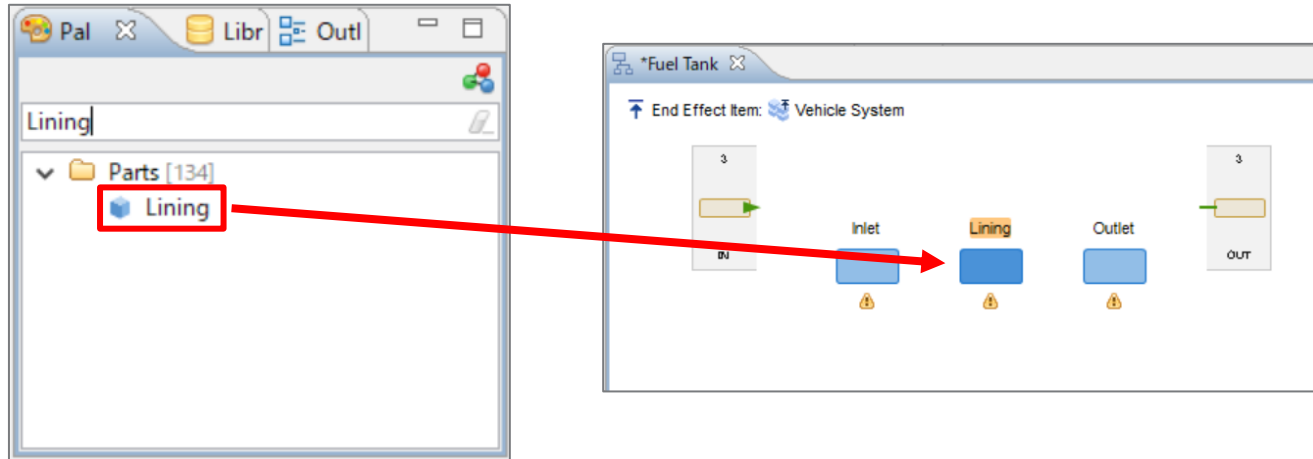 Pal Libr Outl
Lining
Parts [134]
Lining
*Fuel Tank
End Effect Item: Vehicle System
3 3
Inlet Lining Outlet
IN OUT